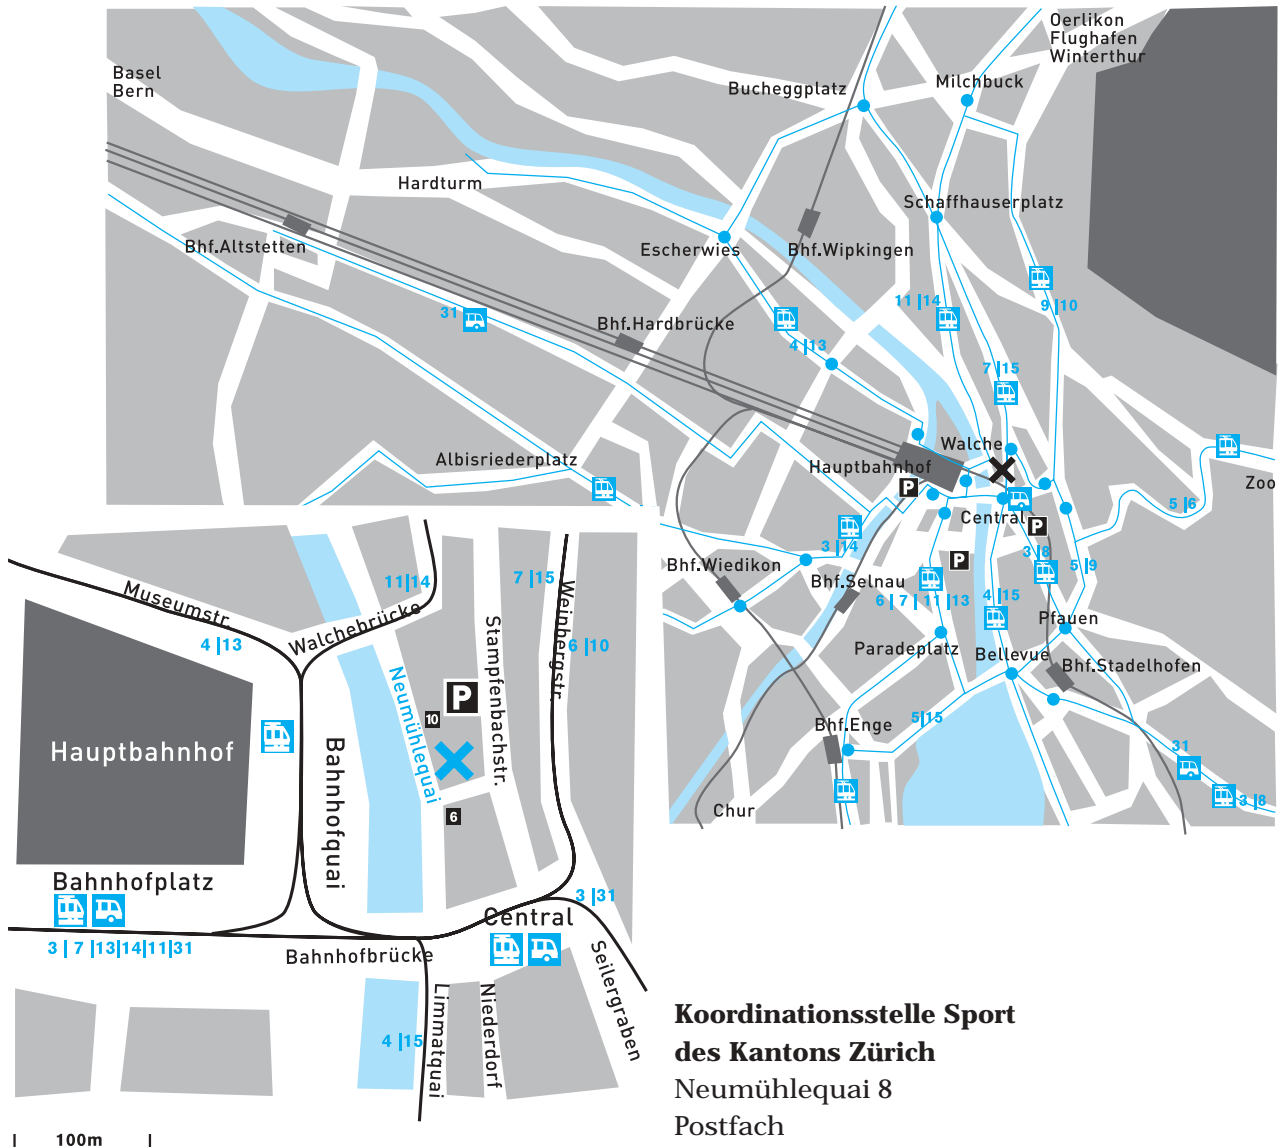 Oerlikon
Flughafen
Winterthur
Basel
Bern
Bucheggplatz
Milchbuck
Hardturm
Schaffhauserplatz
Bhf.Altstetten
Escherwies
Bhf.Wipkingen
11|14
9|10
31
Bhf.Hardbrücke
4|13
7|15
Walche
Albisriederplatz
Hauptbahnhof
P
Zoo
5|6
Central
P
3|14
3|8
P
Bhf.Wiedikon
5|9
Bhf.Selnau
6|7|11|13
4|15
Pfauen
Paradeplatz
Bellevue
Bhf.Stadelhofen
5|15
Bhf.Enge
31
3|8
Chur
11|14
7|15
Museumstr.
Walchebrücke
4|13
Weinbergstr.
6|10
Stampfenbachstr.
Neumühlequai
P
10
Hauptbahnhof
Bahnhofquai
6
Bahnhofplatz
3|31
Central
3|7|13|14|11|31
Bahnhofbrücke
Seilergraben
Limmatquai
Niederdorf
4|15
100m
Koordinationsstelle Sport
des Kantons Zürich
Neumühlequai 8
Postfach